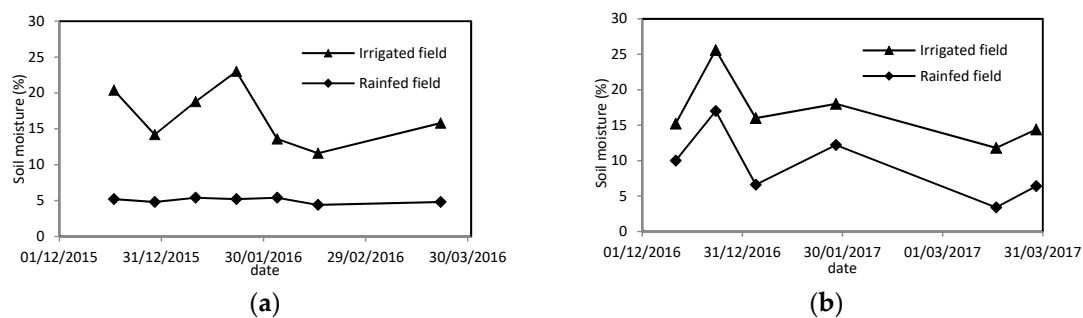 30
25
20
15
10
5
0
Soil moisture (%)
Irrigated field
Rainfed field
01/12/2015 31/12/2015 30/01/2016 29/02/2016 30/03/2016
date
(a)
30
25
20
15
10
5
0
Soil moisture (%)
Irrigated field
Rainfed field
01/12/2016 31/12/2016 30/01/2017 01/03/2017 31/03/2017
date
(b)